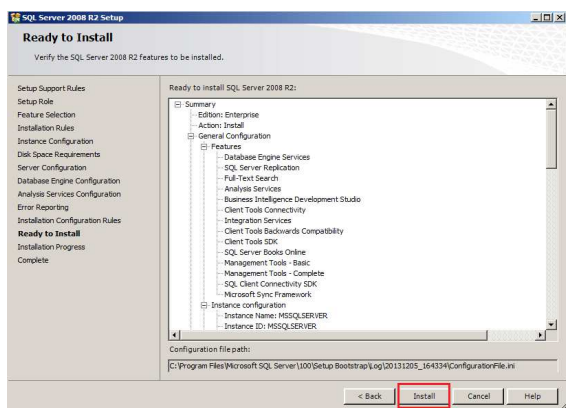 SQL Server 2008 R2 Setup
Ready to Install
Verify the SQL Server 2008 R2 features to be installed.
Setup Support Rules
Setup Role
Feature Selection
Installation Rules
Instance Configuration
Disk Space Requirements
Server Configuration
Database Engine Configuration
Analysis Services Configuration
Error Reporting
Installation Configuration Rules
Ready to Install
Installation Progress
Complete
Ready to install SQL Server 2008 R2:
Summary
Edition: Enterprise
Action: Install
General Configuration
Features
Database Engine Services
SQL Server Replication
Full-Text Search
Analysis Services
Business Intelligence Development Studio
Client Tools Connectivity
Integration Services
Client Tools Backwards Compatibility
Client Tools SDK
SQL Server Books Online
Management Tools - Basic
Management Tools - Complete
SQL Client Connectivity SDK
Microsoft Sync Framework
Instance configuration
Instance Name: MSSQLSERVER
Instance ID: MSSQLSERVER
Configuration file path:
C:\Program Files\Microsoft SQL Server\100\Setup Bootstrap\Log\20131205_164334\ConfigurationFile.ini
< Back
Install
Cancel
Help